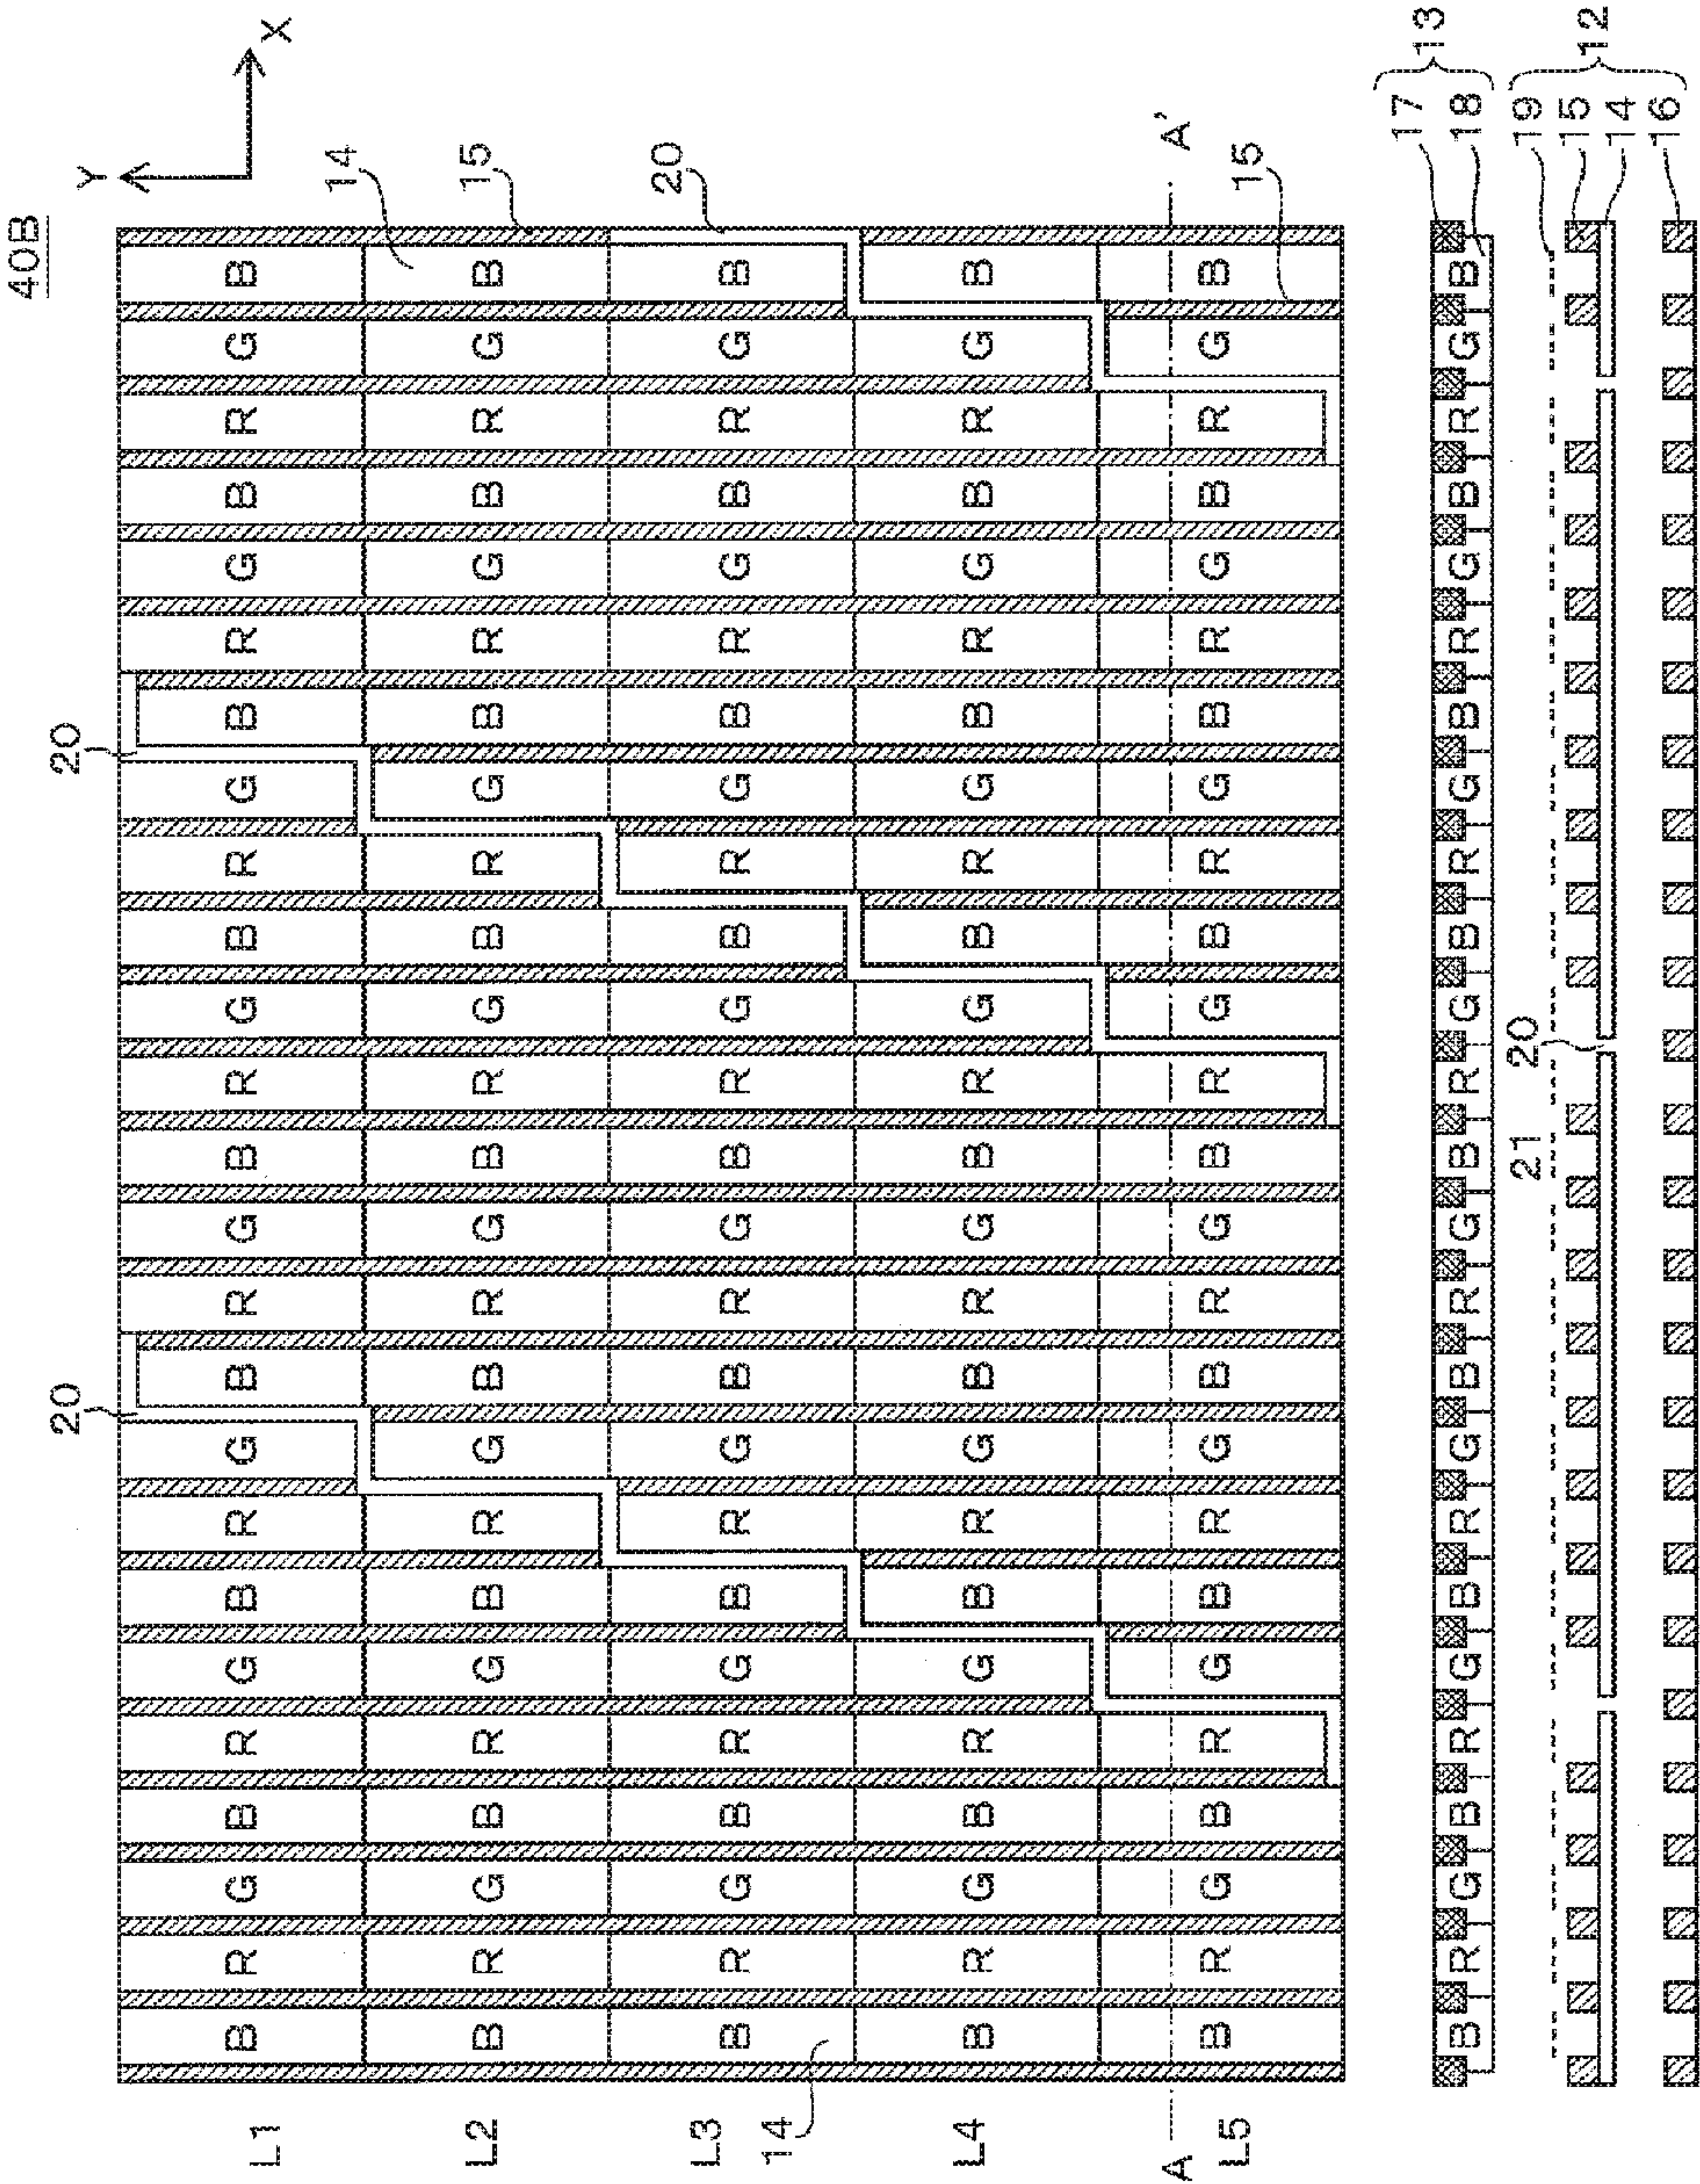 40B
20
20
Y
X
L1 B R G B R G B R G B R G B R G B R G B R G B R G B
14
L2 B R G B R G B R G B R G B R G B R G B R G B R G B
15
20
L3 B R G B R G B R G B R G B R G B R G B R G B R G B
14
L4 B R G B R G B R G B R G B R G B R G B R G B R G B
A
A'
L5 B R G B R G B R G B R G B R G B R G B R G B R G B
15
17
13
B R G B R G B R G B R G B R G B R G B R G B R G B
18
21
20
19
15
12
14
16